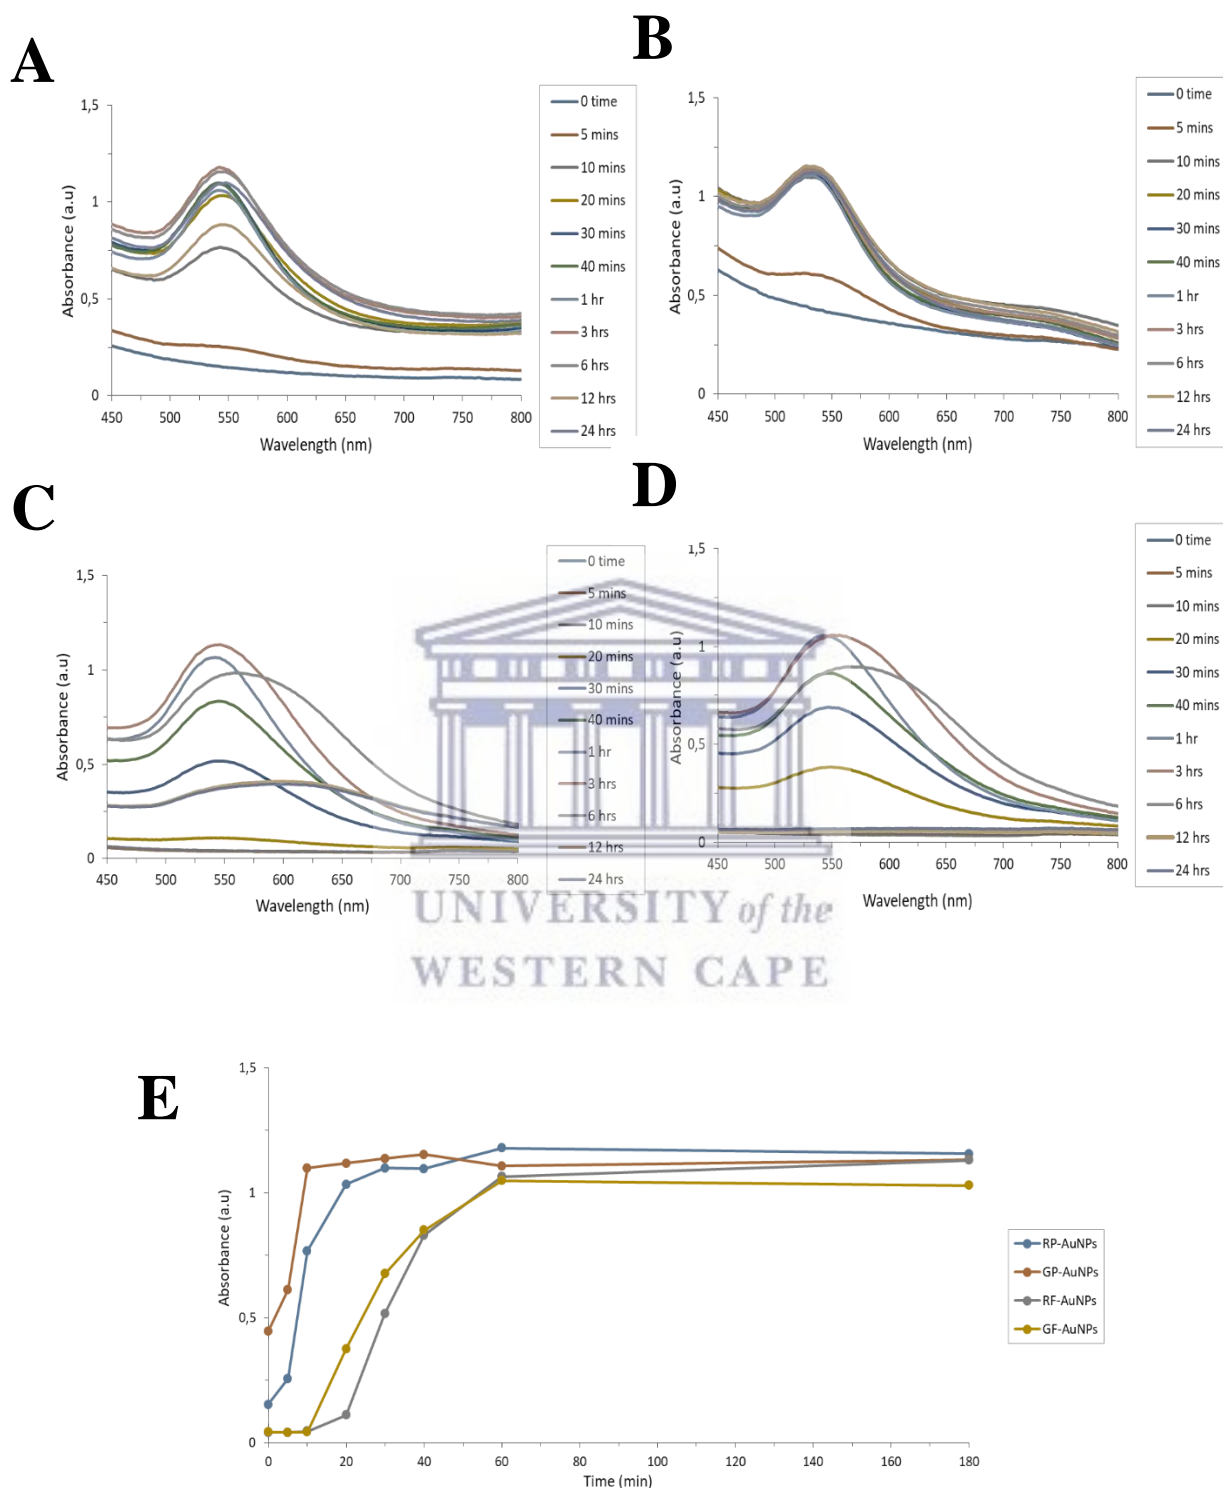 A
1,5
1
0,5
0
450 500 550 600 650 700 750 800
Absorbance (a.u)
Wavelength (nm)
0 time
5 mins
10 mins
20 mins
30 mins
40 mins
1 hr
3 hrs
6 hrs
12 hrs
24 hrs
B
1,5
1
0,5
0
450 500 550 600 650 700 750 800
Absorbance (a.u)
Wavelength (nm)
0 time
5 mins
10 mins
20 mins
30 mins
40 mins
1 hr
3 hrs
6 hrs
12 hrs
24 hrs
C
1,5
1
0,5
0
450 500 550 600 650 700 750 800
Absorbance (a.u)
Wavelength (nm)
0 time
5 mins
10 mins
20 mins
30 mins
40 mins
1 hr
3 hrs
6 hrs
12 hrs
24 hrs
D
1,5
1
0,5
0
450 500 550 600 650 700 750 800
Absorbance (a.u)
Wavelength (nm)
0 time
5 mins
10 mins
20 mins
30 mins
40 mins
1 hr
3 hrs
6 hrs
12 hrs
24 hrs
UNIVERSITY of the
WESTERN CAPE
E
1,5
1
0,5
0
0 20 40 60 80 100 120 140 160 180
Absorbance (a.u)
Time (min)
RP-AuNPs
GP-AuNPs
RF-AuNPs
GF-AuNPs